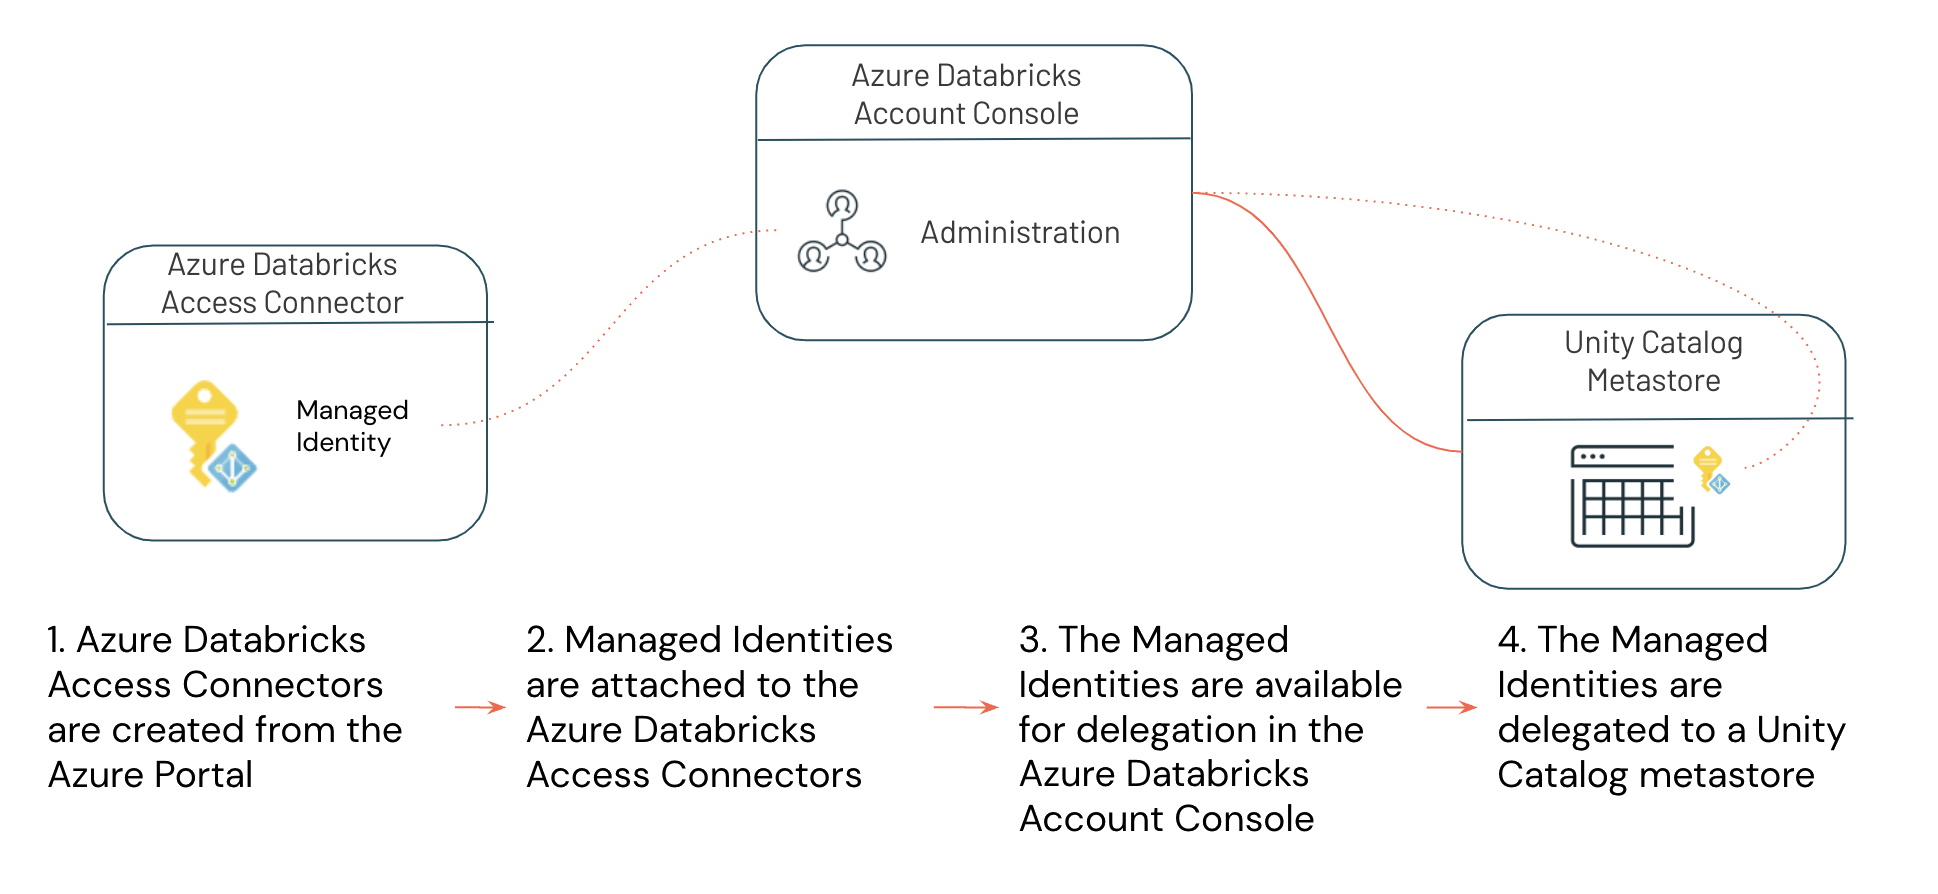 Azure Databricks
Account Console
Administration
Azure Databricks
Access Connector
Managed
Identity
Unity Catalog
Metastore
1. Azure Databricks
Access Connectors
are created from the
Azure Portal
2. Managed Identities
are attached to the
Azure Databricks
Access Connectors
3. The Managed
Identities are available
for delegation in the
Azure Databricks
Account Console
4. The Managed
Identities are
delegated to a Unity
Catalog metastore